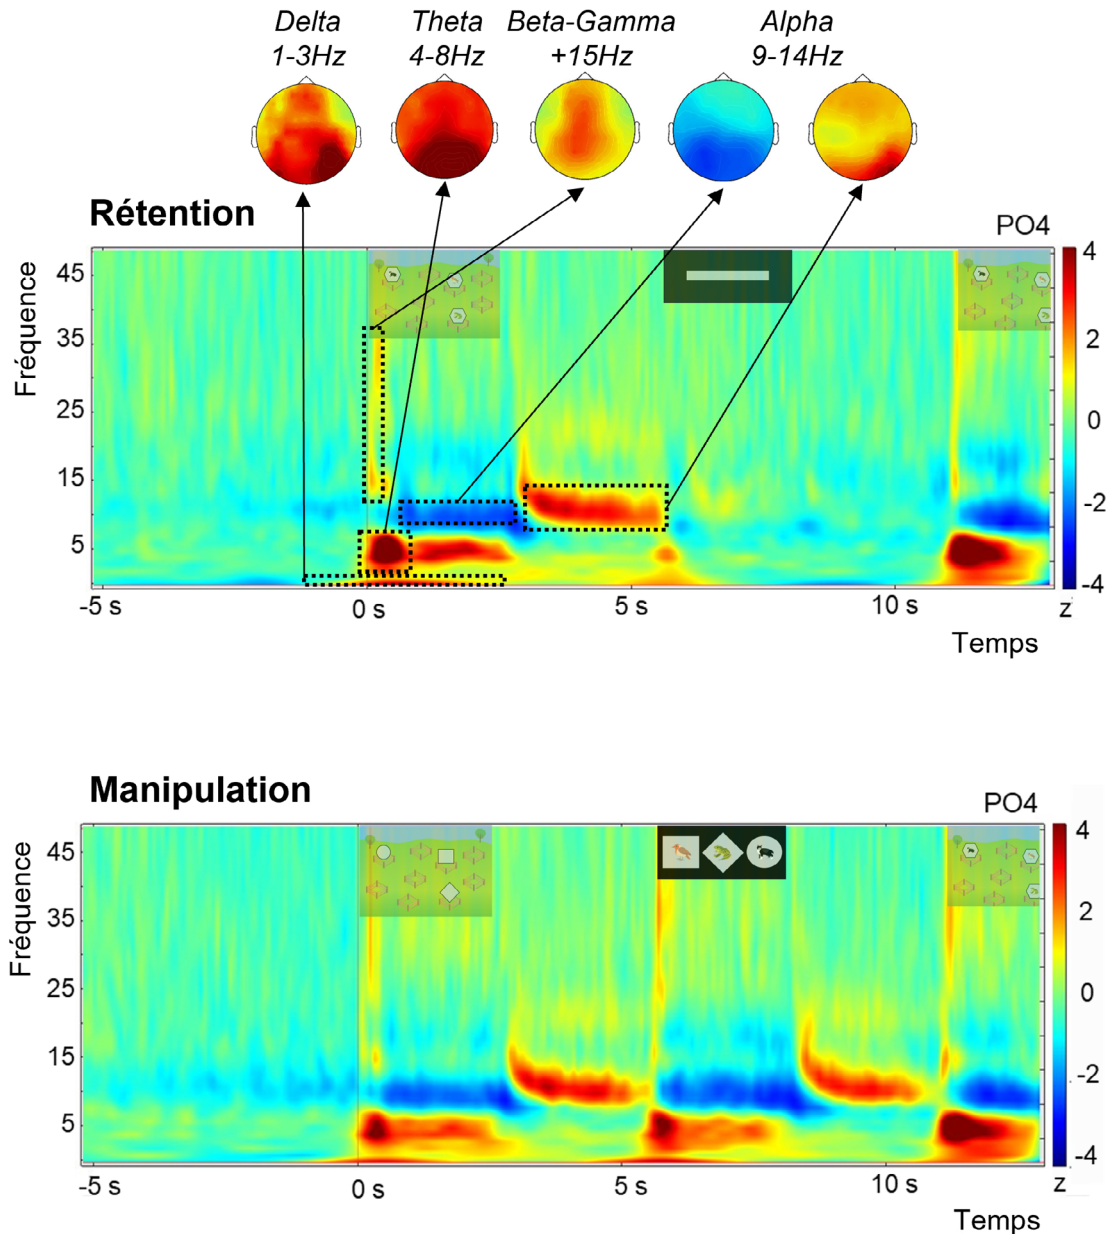 Delta Theta Beta-Gamma Alpha
1-3Hz 4-8Hz +15Hz 9-14Hz
Rétention
PO4
Fréquence
45
35
25
15
5
4
2
0
-2
-4
-5 s 0 s 5 s 10 s z
Temps
Manipulation
PO4
Fréquence
45
35
25
15
5
4
2
0
-2
-4
-5 s 0 s 5 s 10 s z
Temps